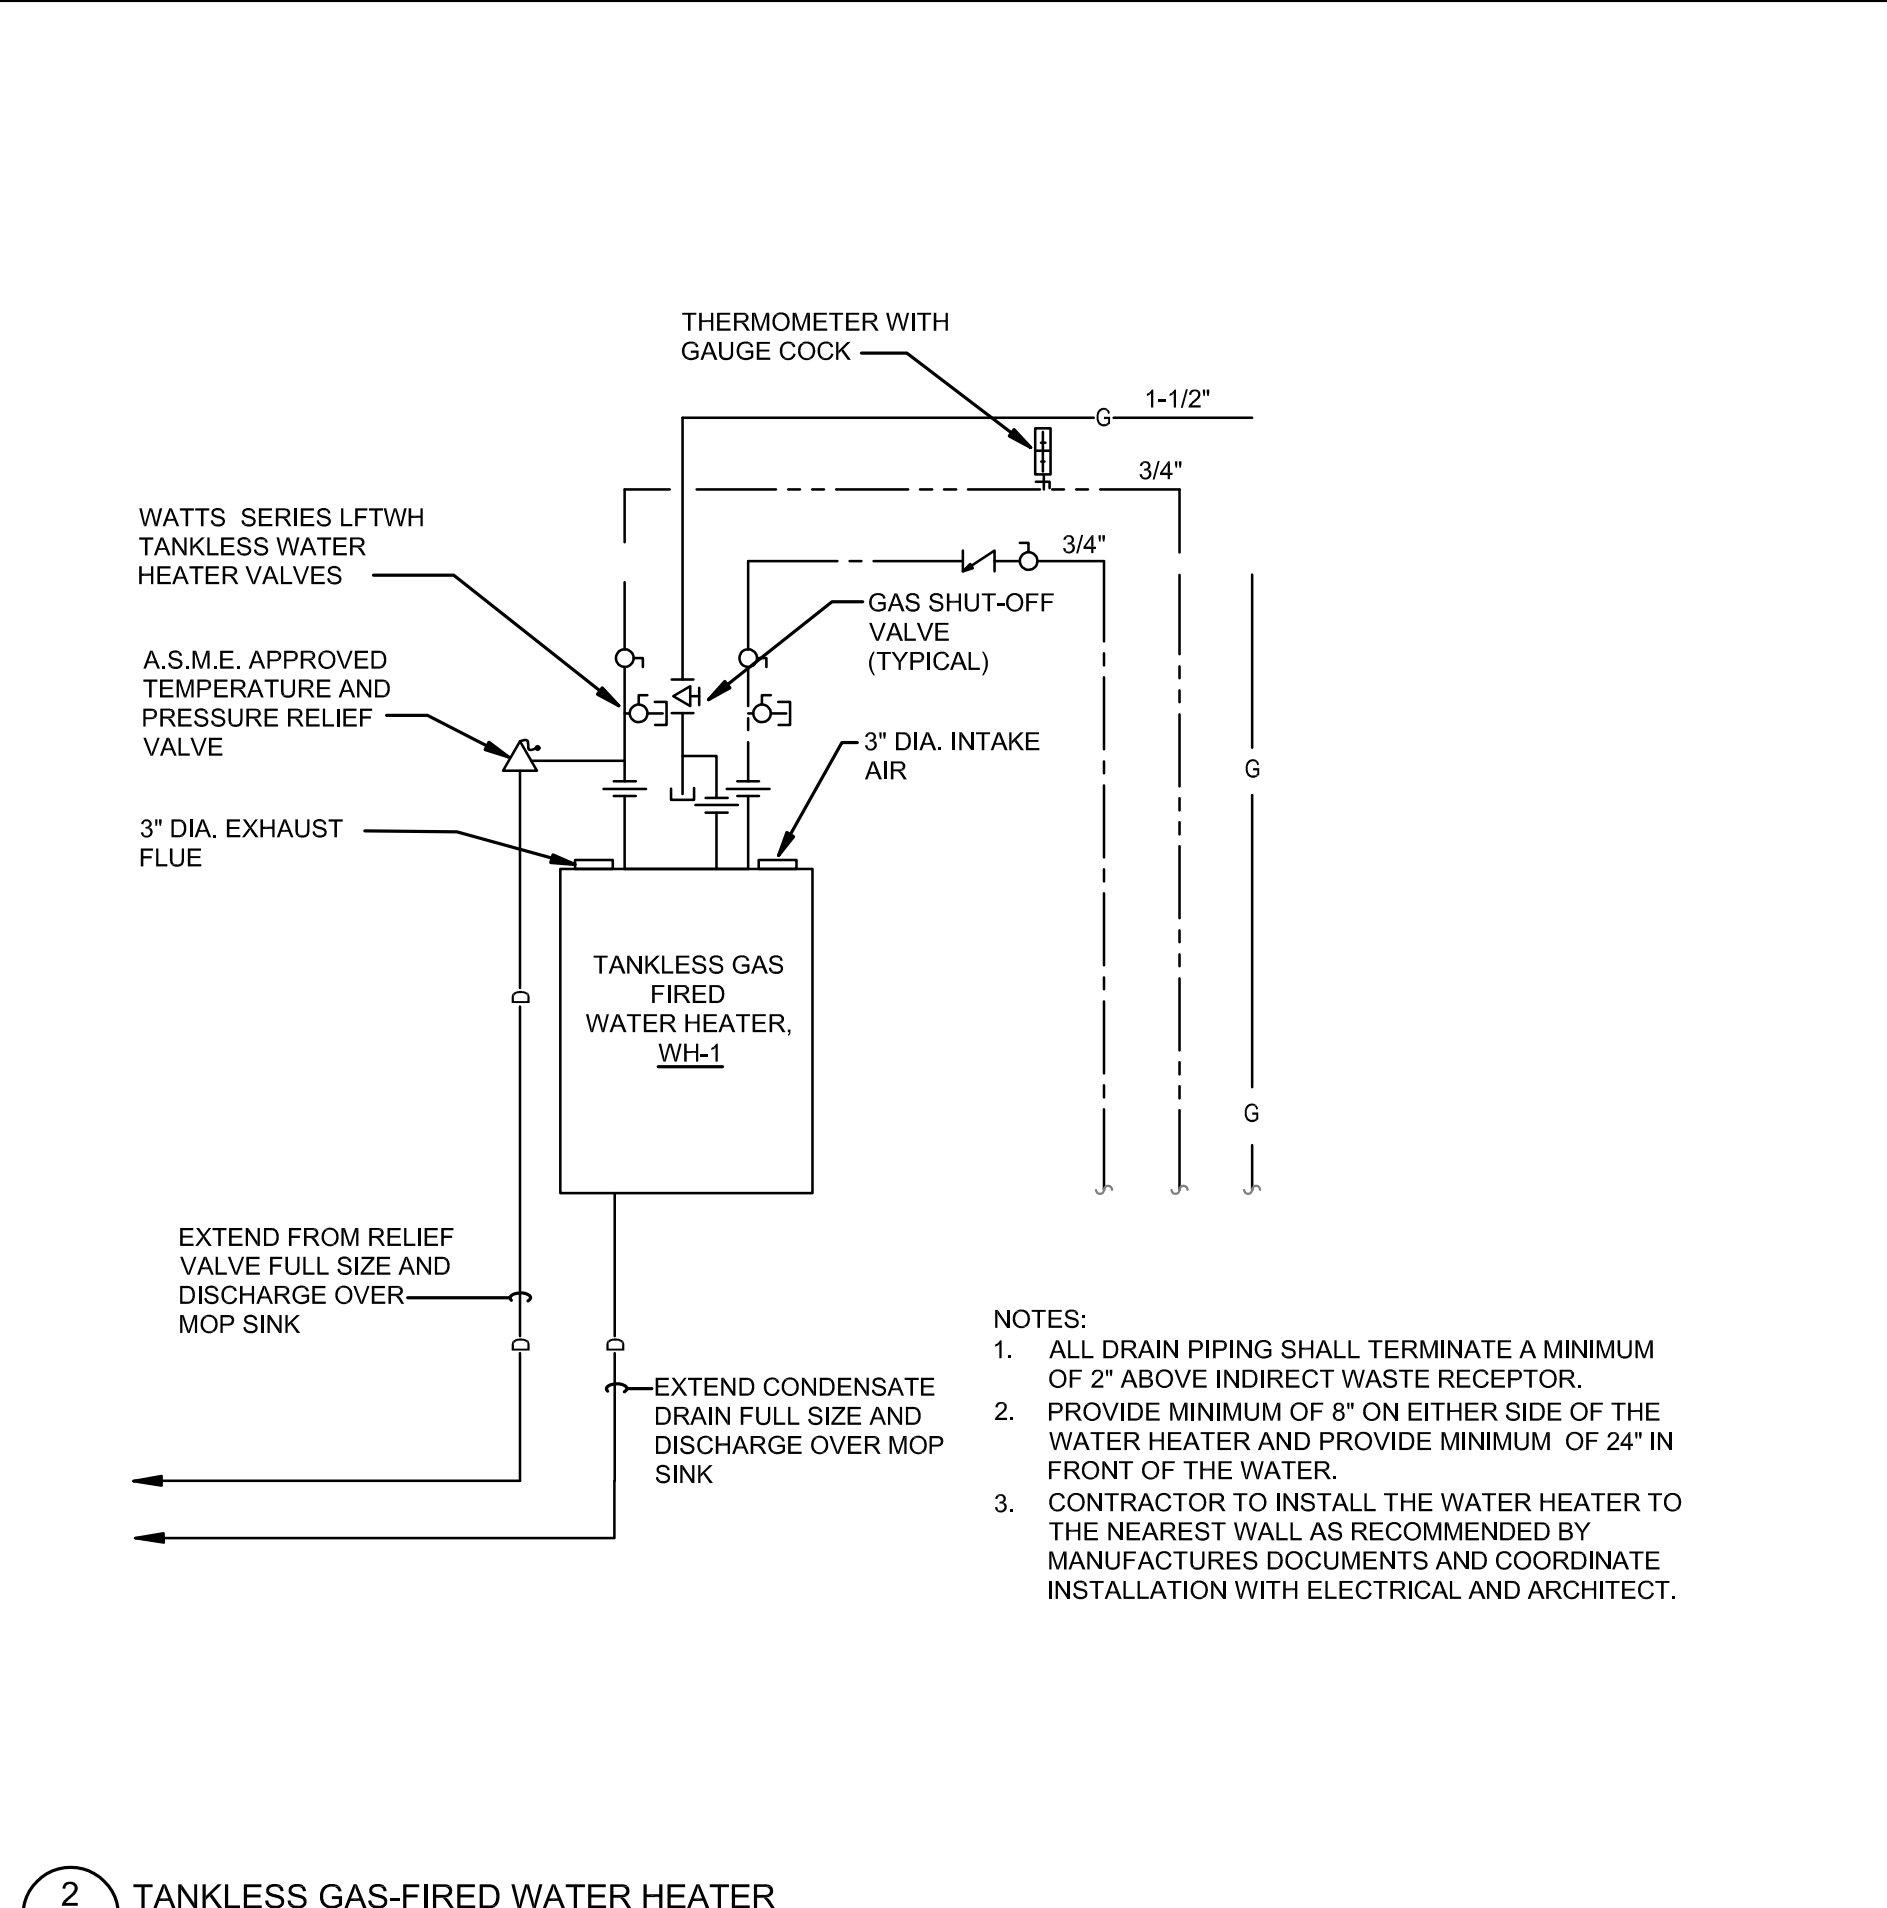 THERMOMETER WITH
GAUGE COCK
1-1/2"
G
3/4"
WATTS  SERIES LFTWH
TANKLESS WATER
HEATER VALVES
3/4"
GAS SHUT-OFF
VALVE
(TYPICAL)
A.S.M.E. APPROVED
TEMPERATURE AND
PRESSURE RELIEF
VALVE
3" DIA. INTAKE
AIR
G
3" DIA. EXHAUST
FLUE
TANKLESS GAS
FIRED
WATER HEATER,
WH-1
D
G
EXTEND FROM RELIEF
VALVE FULL SIZE AND
DISCHARGE OVER
MOP SINK
D
D
EXTEND CONDENSATE
DRAIN FULL SIZE AND
DISCHARGE OVER MOP
SINK
NOTES:
1. ALL DRAIN PIPING SHALL TERMINATE A MINIMUM
OF 2" ABOVE INDIRECT WASTE RECEPTOR.
2. PROVIDE MINIMUM OF 8" ON EITHER SIDE OF THE
WATER HEATER AND PROVIDE MINIMUM  OF 24" IN
FRONT OF THE WATER.
3. CONTRACTOR TO INSTALL THE WATER HEATER TO
THE NEAREST WALL AS RECOMMENDED BY
MANUFACTURES DOCUMENTS AND COORDINATE
INSTALLATION WITH ELECTRICAL AND ARCHITECT.
2
TANKLESS GAS-FIRED WATER HEATER